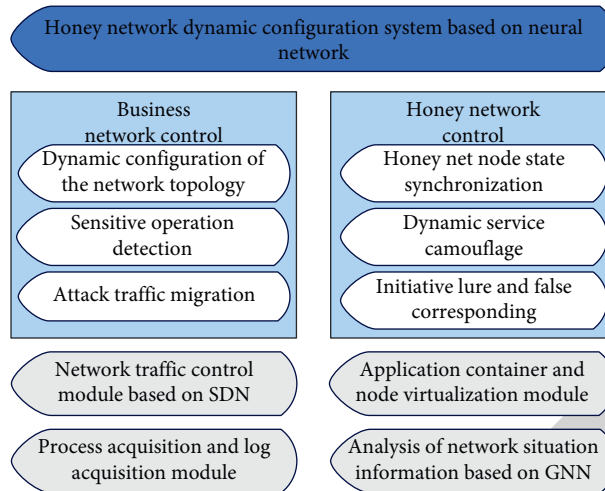 Honey network dynamic configuration system based on neural
network
Business
network control
Dynamic configuration of
the network topology
Sensitive operation
detection
Attack traffic migration
Honey network
control
Honey net node state
synchronization
Dynamic service
camouflage
Initiative lure and false
corresponding
Network traffic control
module based on SDN
Application container and
node virtualization module
Process acquisition and log
acquisition module
Analysis of network situation
information based on GNN